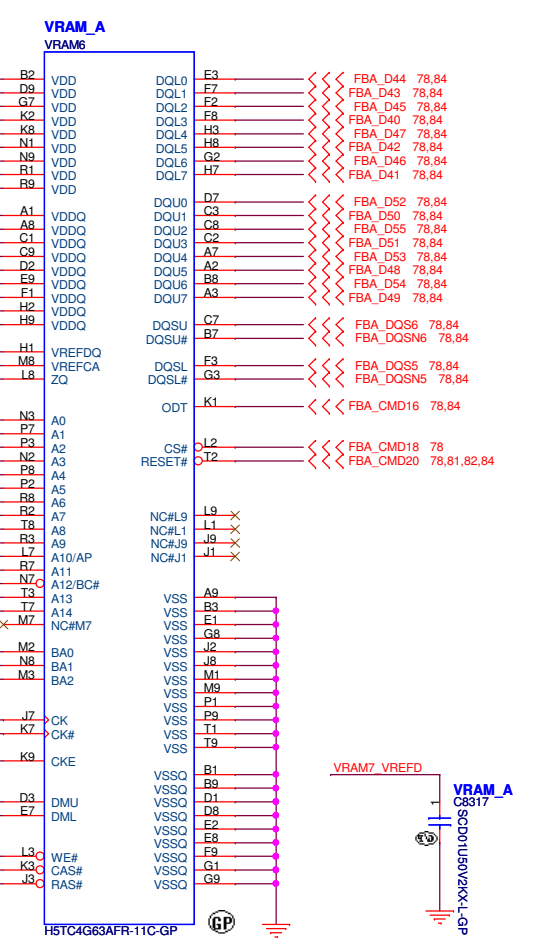 VRAM_A
VRAM6
B2 VDD DQL0 E3 FBA_D44 78,84
D9 VDD DQL1 F7 FBA_D43 78,84
G7 VDD DQL2 F2 FBA_D45 78,84
K2 VDD DQL3 F8 FBA_D40 78,84
K8 VDD DQL4 H3 FBA_D47 78,84
N1 VDD DQL5 H8 FBA_D42 78,84
N9 VDD DQL6 G2 FBA_D46 78,84
R1 VDD DQL7 H7 FBA_D41 78,84
R9 VDD
DQU0 D7 FBA_D52 78,84
A1 VDDQ DQU1 C3 FBA_D50 78,84
A8 VDDQ DQU2 C8 FBA_D55 78,84
C1 VDDQ DQU3 C2 FBA_D51 78,84
C9 VDDQ DQU4 A7 FBA_D53 78,84
D2 VDDQ DQU5 A2 FBA_D48 78,84
E9 VDDQ DQU6 B8 FBA_D54 78,84
F1 VDDQ DQU7 A3 FBA_D49 78,84
H2 VDDQ
H9 VDDQ DQSU C7 FBA_DQS6 78,84
DQSU# B7 FBA_DQSN6 78,84
H1 VREFDQ
M8 VREFCA DQSL F3 FBA_DQS5 78,84
L8 ZQ DQSL# G3 FBA_DQSN5 78,84
ODT K1 FBA_CMD16 78,84
N3 A0
P7 A1
P3 A2 CS# L2 FBA_CMD18 78
N2 A3 RESET# T2 FBA_CMD20 78,81,82,84
P8 A4
P2 A5
R8 A6
R2 A7 NC#L9 L9
T8 A8 NC#L1 L1
R3 A9 NC#J9 J9
L7 A10/AP NC#J1 J1
R7 A11
N7 A12/BC#
T3 A13 VSS A9
T7 A14 VSS B3
M7 NC#M7 VSS E1
VSS G8
M2 BA0 VSS J2
N8 BA1 VSS J8
M3 BA2 VSS M1
VSS M9
VSS P1
J7 CK VSS P9
K7 CK# VSS T1
VSS T9
K9 CKE
VSSQ B1
VSSQ B9
D3 DMU VSSQ D1
E7 DML VSSQ D8
VSSQ E2
VSSQ E8
L3 WE# VSSQ F9
K3 CAS# VSSQ G1
J3 RAS# VSSQ G9
H5TC4G63AFR-11C-GP
GP
VRAM7_VREFD
VRAM_A
C8317
1
SCD01U50V2KX-L-GP